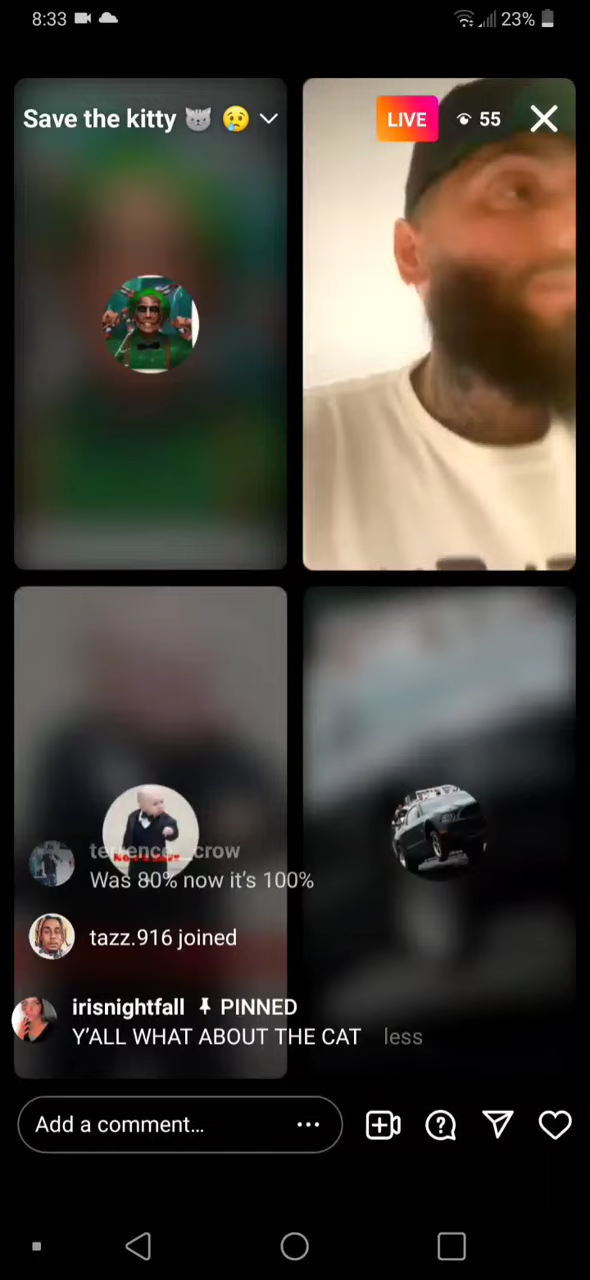 8:33
23%
Save the kitty 🐱 😢
LIVE
55
terrence__crow
Was 80% now it's 100%
tazz.916 joined
irisnightfall PINNED
Y'ALL WHAT ABOUT THE CAT less
Add a comment...